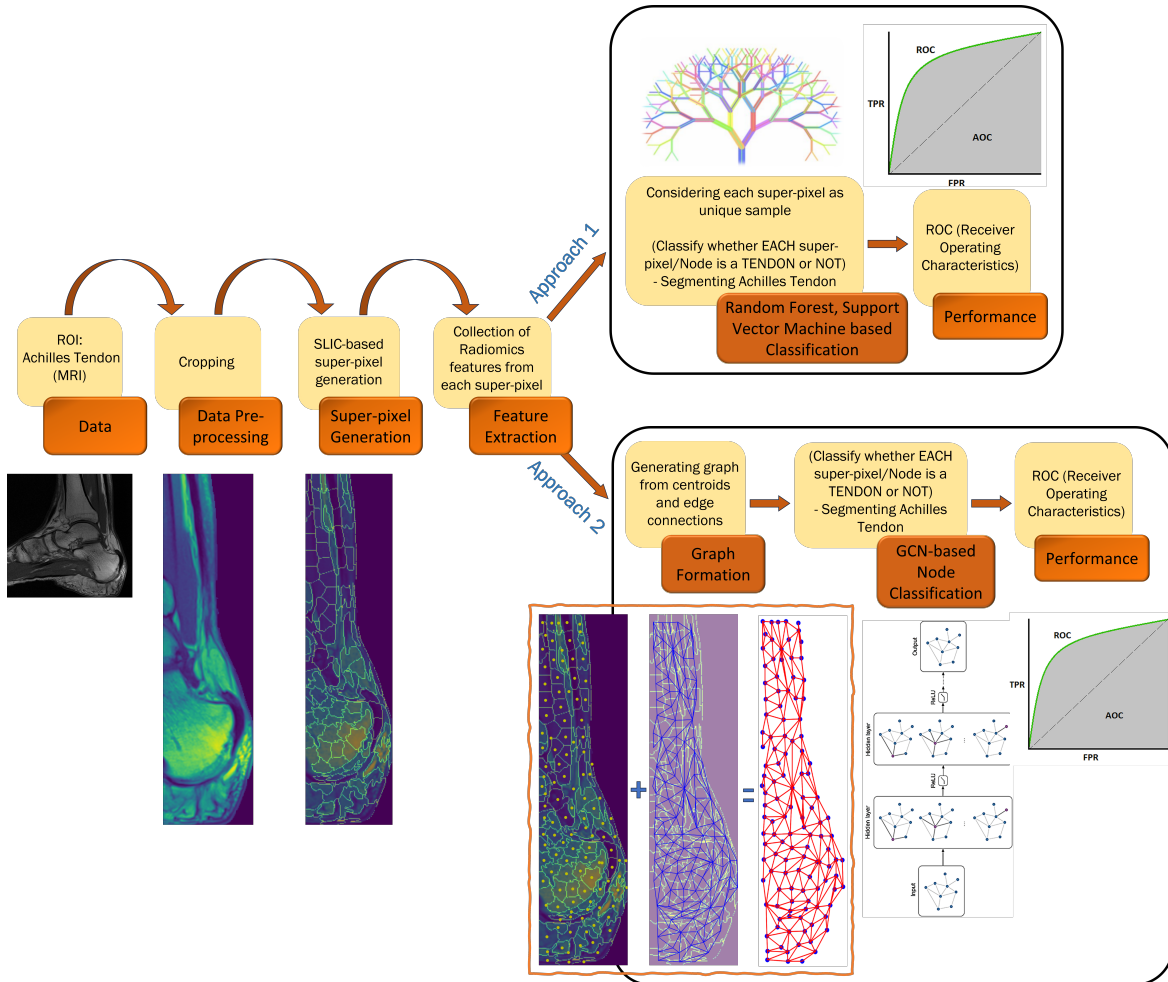 ROI:
Achilles Tendon
(MRI)
Data
Cropping
Data Pre-
processing
SLIC-based
super-pixel
generation
Super-pixel
Generation
Collection of
Radiomics
features from
each super-pixel
Feature
Extraction
Approach 1
Considering each super-pixel as
unique sample
(Classify whether EACH super-
pixel/Node is a TENDON or NOT)
- Segmenting Achilles Tendon
Random Forest, Support
Vector Machine based
Classification
ROC
TPR
AOC
FPR
ROC (Receiver
Operating
Characteristics)
Performance
Approach 2
Generating graph
from centroids
and edge
connections
Graph
Formation
(Classify whether EACH
super-pixel/Node is a
TENDON or NOT)
- Segmenting Achilles
Tendon
GCN-based
Node
Classification
ROC (Receiver
Operating
Characteristics)
Performance
+
=
Output
ReLU
Hidden layer
ReLU
Hidden layer
Input
ROC
TPR
AOC
FPR